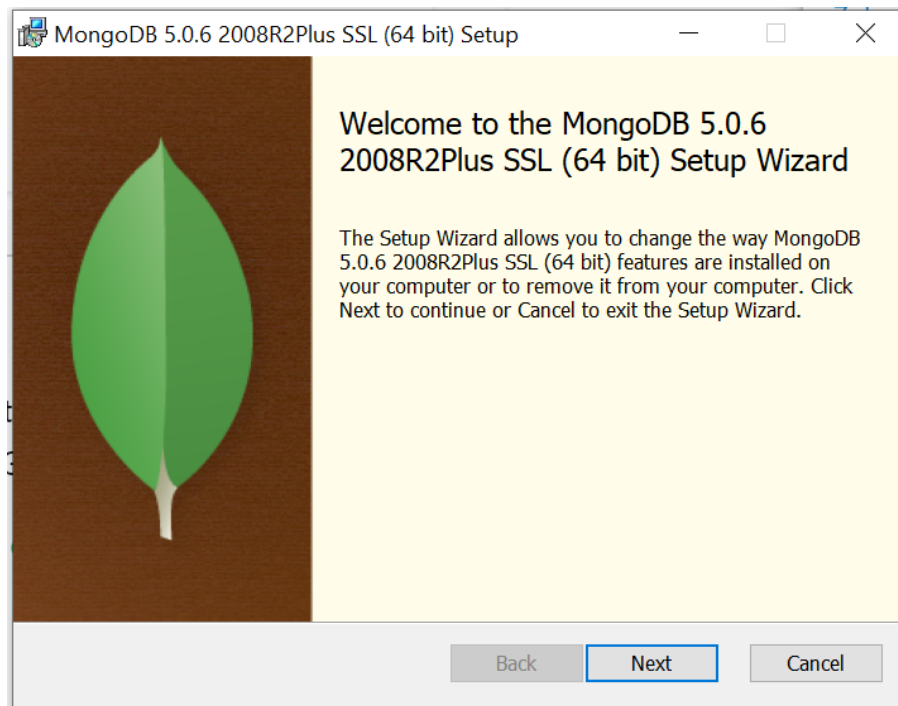 MongoDB 5.0.6 2008R2Plus SSL (64 bit) Setup
Welcome to the MongoDB 5.0.6
2008R2Plus SSL (64 bit) Setup Wizard
The Setup Wizard allows you to change the way MongoDB
5.0.6 2008R2Plus SSL (64 bit) features are installed on
your computer or to remove it from your computer. Click
Next to continue or Cancel to exit the Setup Wizard.
Back
Next
Cancel